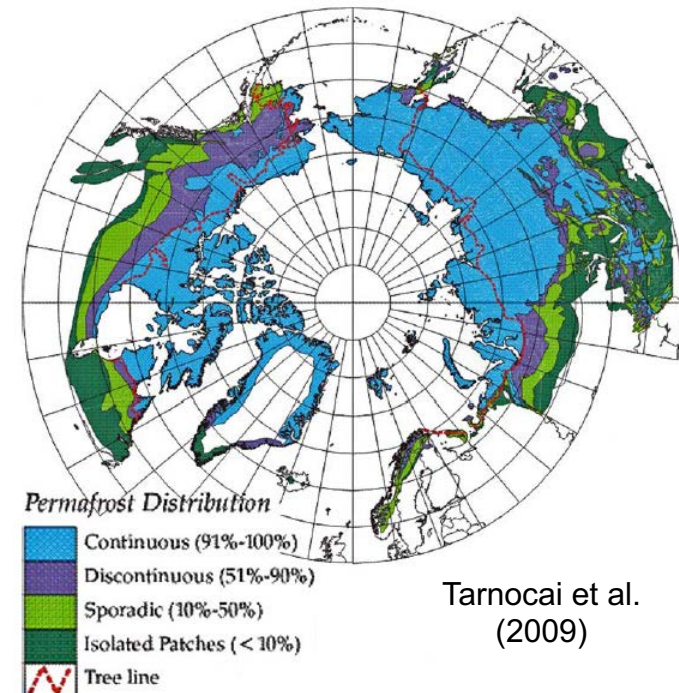 Permafrost Distribution
Continuous (91%-100%)
Discontinuous (51%-90%)
Sporadic (10%-50%)
Isolated Patches (< 10%)
Tree line
Tarnocai et al.
(2009)